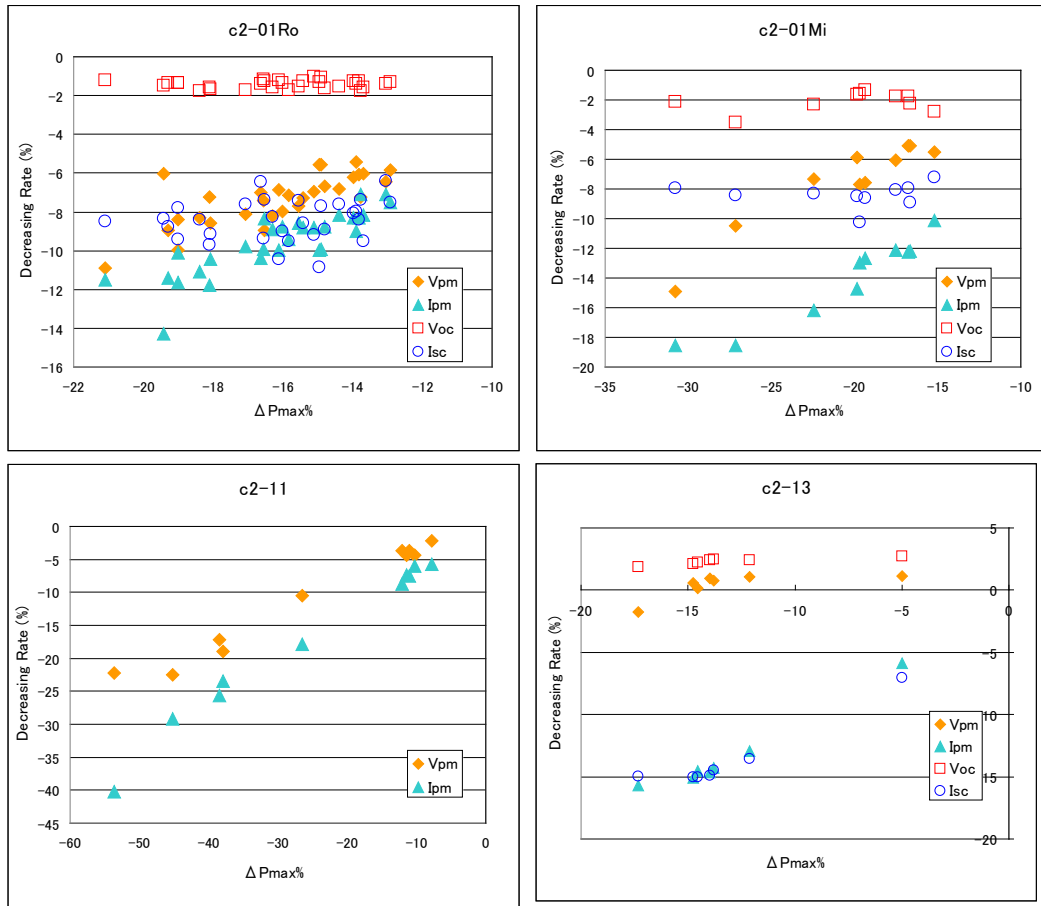 c2-01Ro
Decreasing Rate (%)
0
-2
-4
-6
-8
-10
-12
-14
-16
-22 -20 -18 -16 -14 -12 -10
Δ Pmax%
Vpm
Ipm
Voc
Isc
c2-01Mi
Decreasing Rate (%)
0
-2
-4
-6
-8
-10
-12
-14
-16
-18
-20
-35 -30 -25 -20 -15 -10
Δ Pmax%
Vpm
Ipm
Voc
Isc
c2-11
Decreasing Rate (%)
0
-5
-10
-15
-20
-25
-30
-35
-40
-45
-60 -50 -40 -30 -20 -10 0
Δ Pmax%
Vpm
Ipm
c2-13
Decreasing Rate (%)
5
0
-5
-10
-15
-20
-20 -15 -10 -5 0
Δ Pmax%
Vpm
Ipm
Voc
Isc